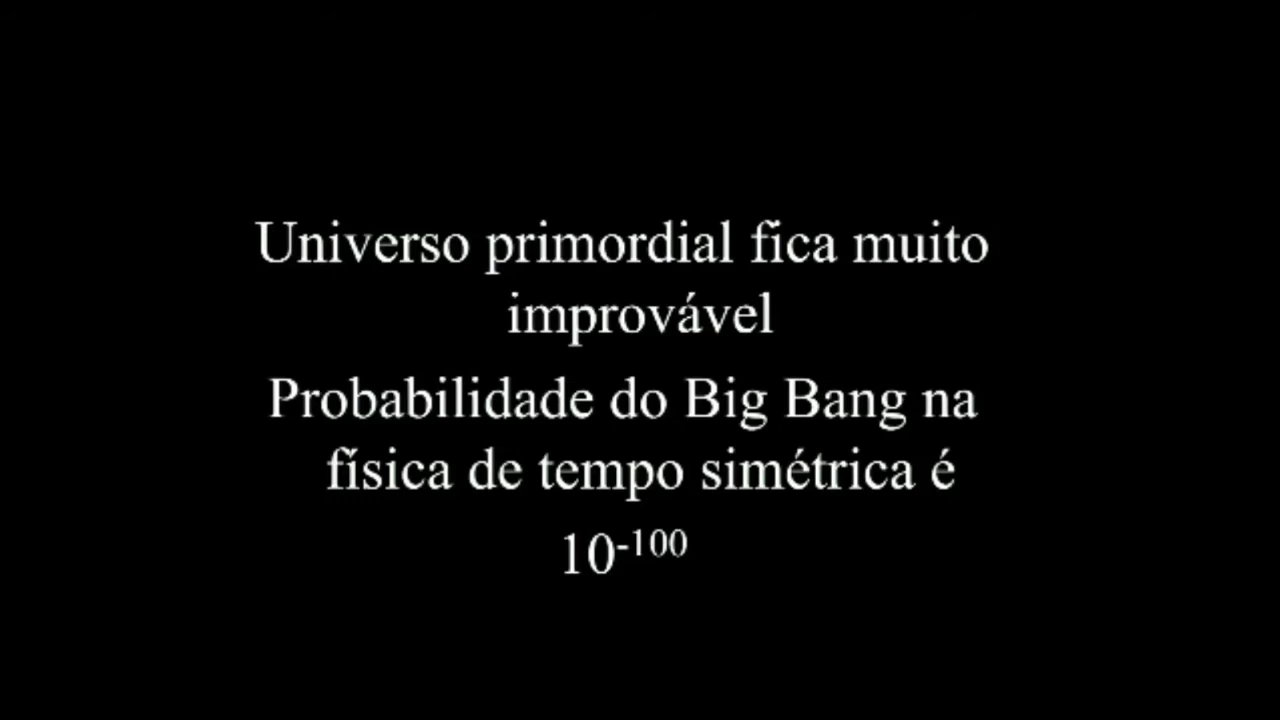 Universo primordial fica muito
improvável
Probabilidade do Big Bang na
física de tempo simétrica é
10⁻¹⁰⁰